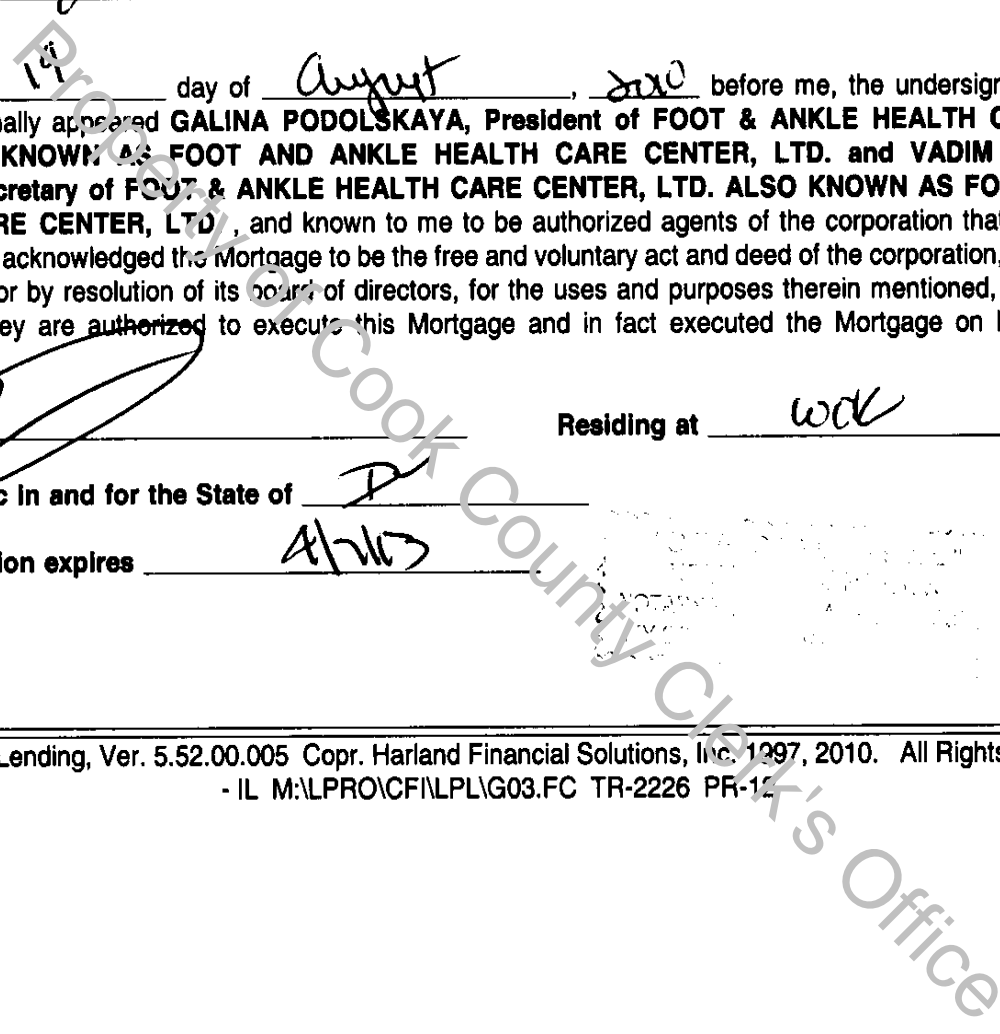 19 day of August, 2010 before me, the undersign
ally appeared GALINA PODOLSKAYA, President of FOOT & ANKLE HEALTH C
KNOWN AS FOOT AND ANKLE HEALTH CARE CENTER, LTD. and VADIM
cretary of FOOT & ANKLE HEALTH CARE CENTER, LTD. ALSO KNOWN AS FO
RE CENTER, LTD , and known to me to be authorized agents of the corporation that
acknowledged the Mortgage to be the free and voluntary act and deed of the corporation,
or by resolution of its board of directors, for the uses and purposes therein mentioned,
ey are authorized to execute this Mortgage and in fact executed the Mortgage on
Residing at
c in and for the State of
ion expires
NOTARY
Lending, Ver. 5.52.00.005 Copr. Harland Financial Solutions, Inc. 1997, 2010. All Rights
- IL M:\LPRO\CFI\LPL\G03.FC TR-2226 PR-12
Property of Cook County Clerk's Office